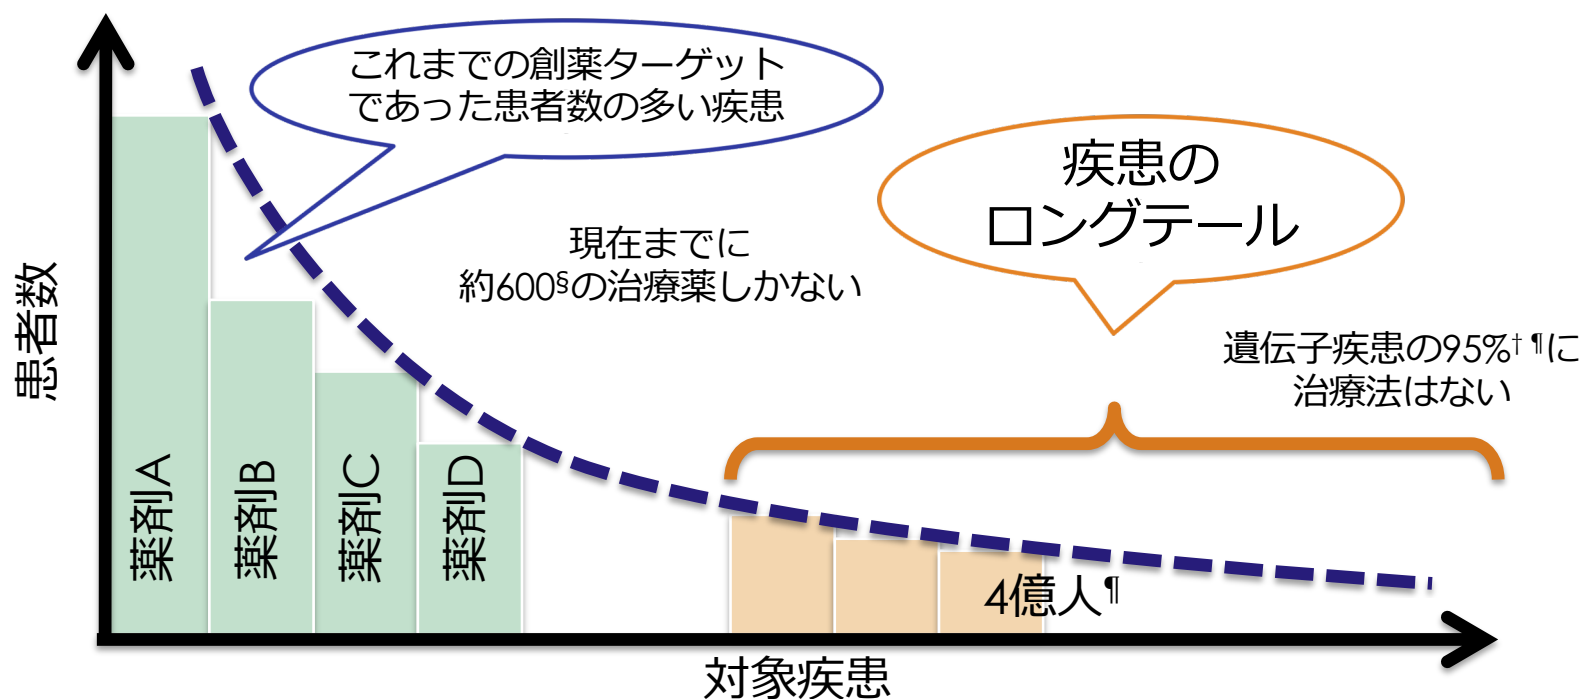 これまでの創薬ターゲット
であった患者数の多い疾患
疾患の
ロングテール
現在までに
約600§の治療薬しかない
遺伝子疾患の95%† ¶に
治療法はない
患者数
薬剤A
薬剤B
薬剤C
薬剤D
4億人¶
対象疾患